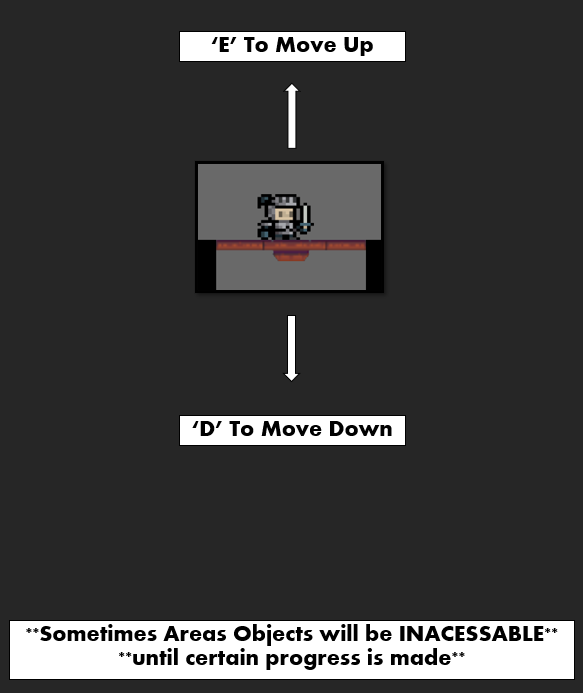 ‘E’ To Move Up
‘D’ To Move Down
**Sometimes Areas Objects will be INACESSABLE**
**until certain progress is made**